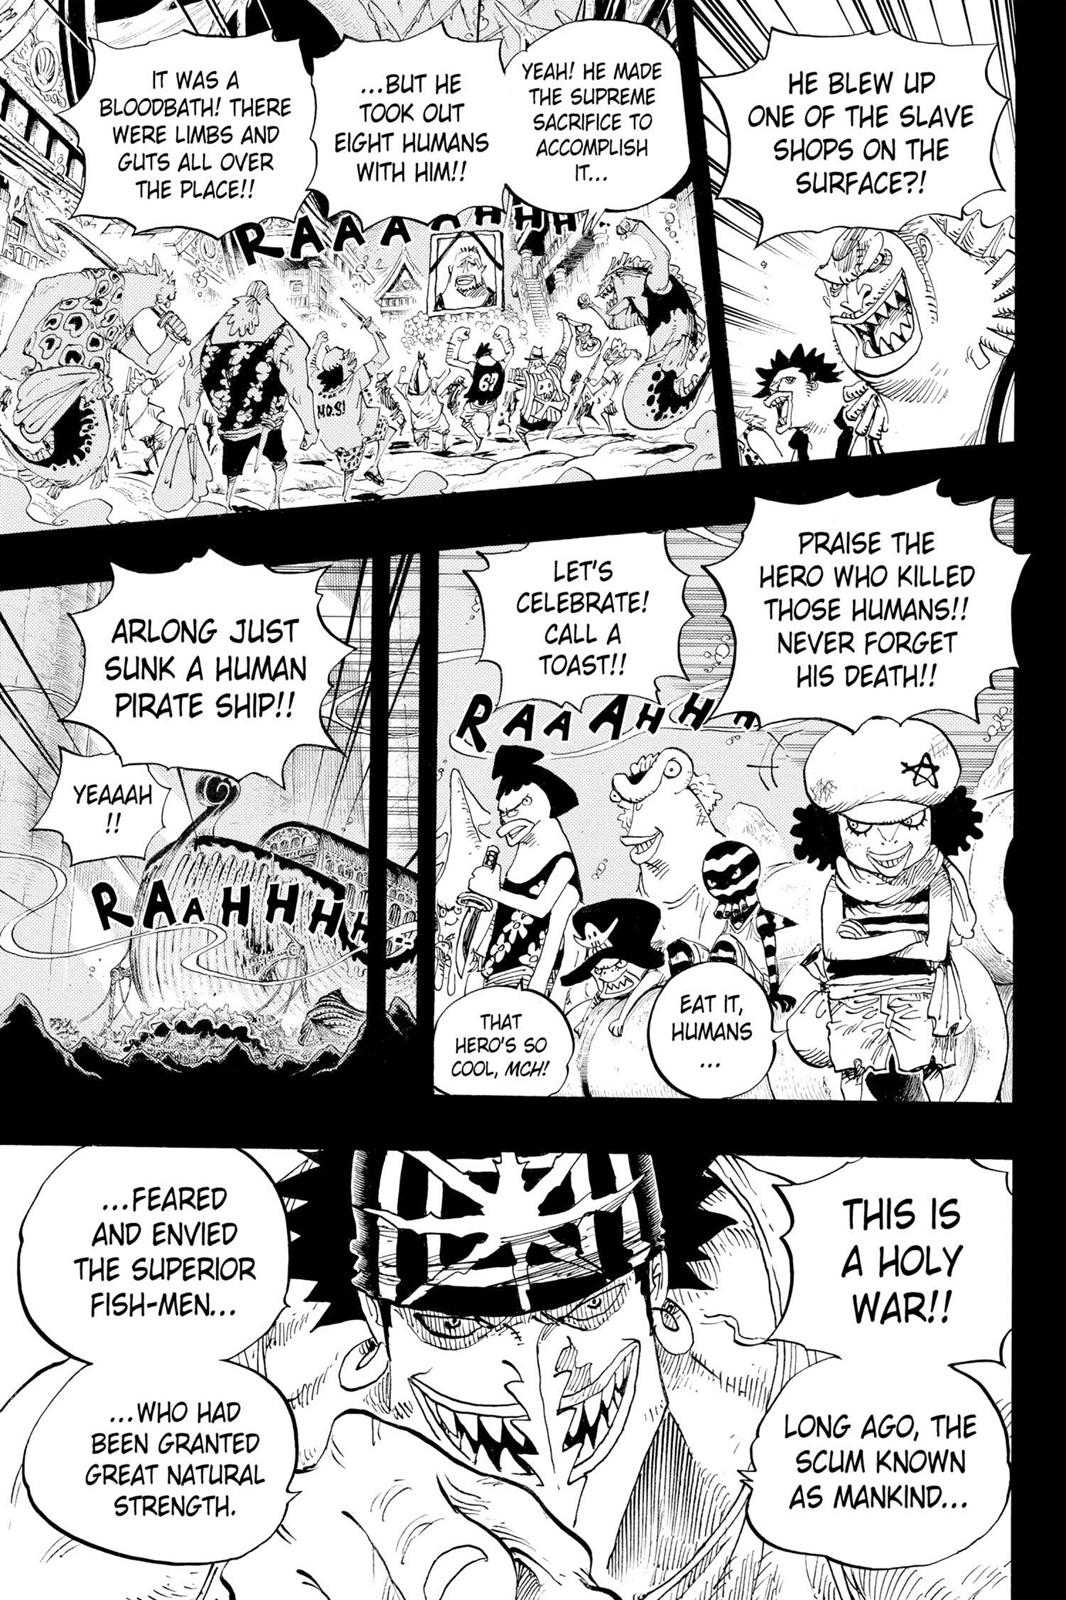 HE BLEW UP
ONE OF THE SLAVE
SHOPS ON THE
SURFACE?!
YEAH! HE MADE
THE SUPREME
SACRIFICE TO
ACCOMPLISH
IT...
...BUT HE
TOOK OUT
EIGHT HUMANS
WITH HIM!!
IT WAS A
BLOODBATH! THERE
WERE LIMBS AND
GUTS ALL OVER
THE PLACE!!
RAAAAHHH
67
M.O.S!
PRAISE THE
HERO WHO KILLED
THOSE HUMANS!!
NEVER FORGET
HIS DEATH!!
LET'S
CELEBRATE!
CALL A
TOAST!!
RAAAHHH
EAT IT,
HUMANS
...
THAT
HERO'S SO
COOL, MCH!
ARLONG JUST
SUNK A HUMAN
PIRATE SHIP!!
YEAAAH
!!
RAAHHHHH
THIS IS
A HOLY
WAR!!
LONG AGO, THE
SCUM KNOWN
AS MANKIND...
...FEARED
AND ENVIED
THE SUPERIOR
FISH-MEN...
...WHO HAD
BEEN GRANTED
GREAT NATURAL
STRENGTH.